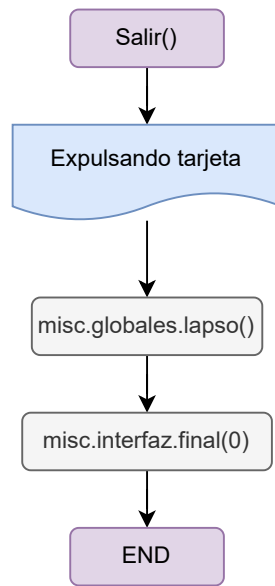 Salir()
Expulsando tarjeta
misc.globales.lapso()
misc.interfaz.final(0)
END